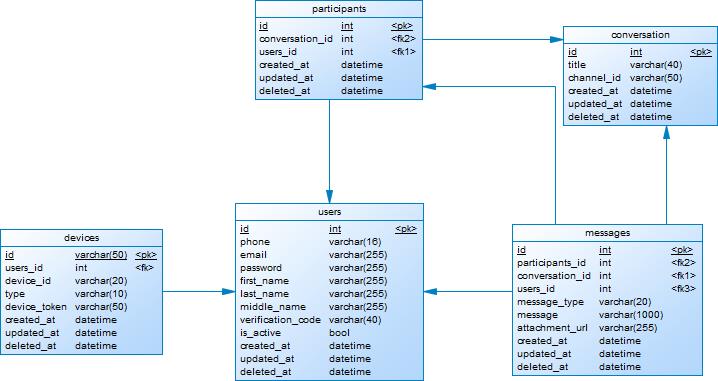 participants
id int <pk>
conversation_id int <fk2>
users_id int <fk1>
created_at datetime
updated_at datetime
deleted_at datetime
conversation
id int <pk>
title varchar(40)
channel_id varchar(50)
created_at datetime
updated_at datetime
deleted_at datetime
devices
id varchar(50) <pk>
users_id int <fk>
device_id varchar(20)
type varchar(10)
device_token varchar(50)
created_at datetime
updated_at datetime
deleted_at datetime
users
id int <pk>
phone varchar(16)
email varchar(255)
password varchar(255)
first_name varchar(255)
last_name varchar(255)
middle_name varchar(255)
verification_code varchar(40)
is_active bool
created_at datetime
updated_at datetime
deleted_at datetime
messages
id int <pk>
participants_id int <fk2>
conversation_id int <fk1>
users_id int <fk3>
message_type varchar(20)
message varchar(1000)
attachment_url varchar(255)
created_at datetime
updated_at datetime
deleted_at datetime